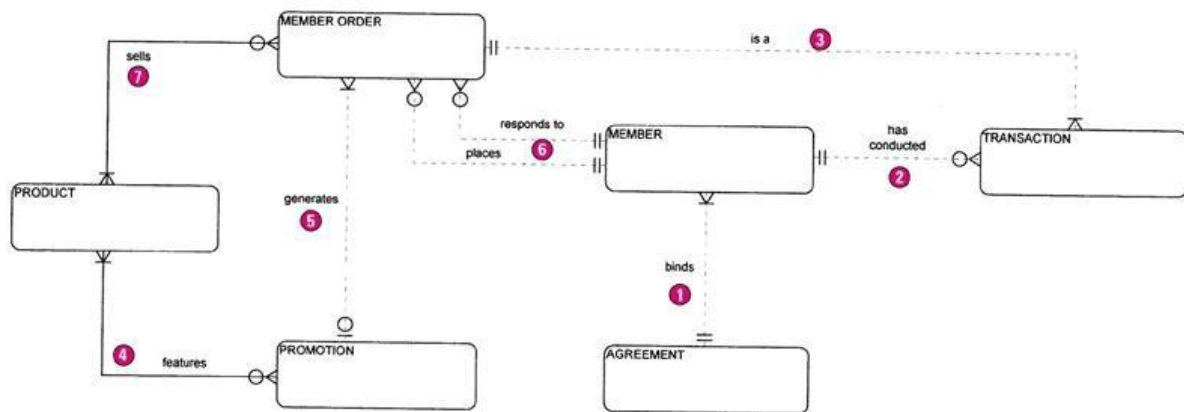 MEMBER ORDER
is a
3
sells
7
responds to
MEMBER
has
conducted
TRANSACTION
6
places
2
PRODUCT
generates
5
binds
1
PROMOTION
AGREEMENT
4
features